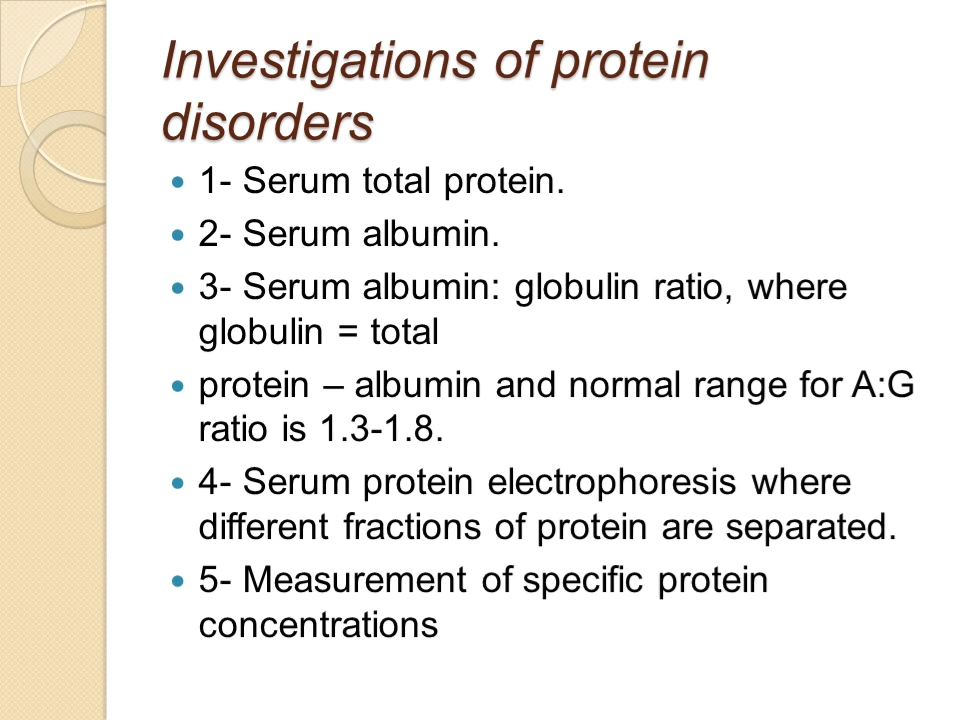 Investigations of protein
disorders
• 1- Serum total protein.
• 2- Serum albumin.
• 3- Serum albumin: globulin ratio, where
globulin = total
• protein – albumin and normal range for A:G
ratio is 1.3-1.8.
• 4- Serum protein electrophoresis where
different fractions of protein are separated.
• 5- Measurement of specific protein
concentrations